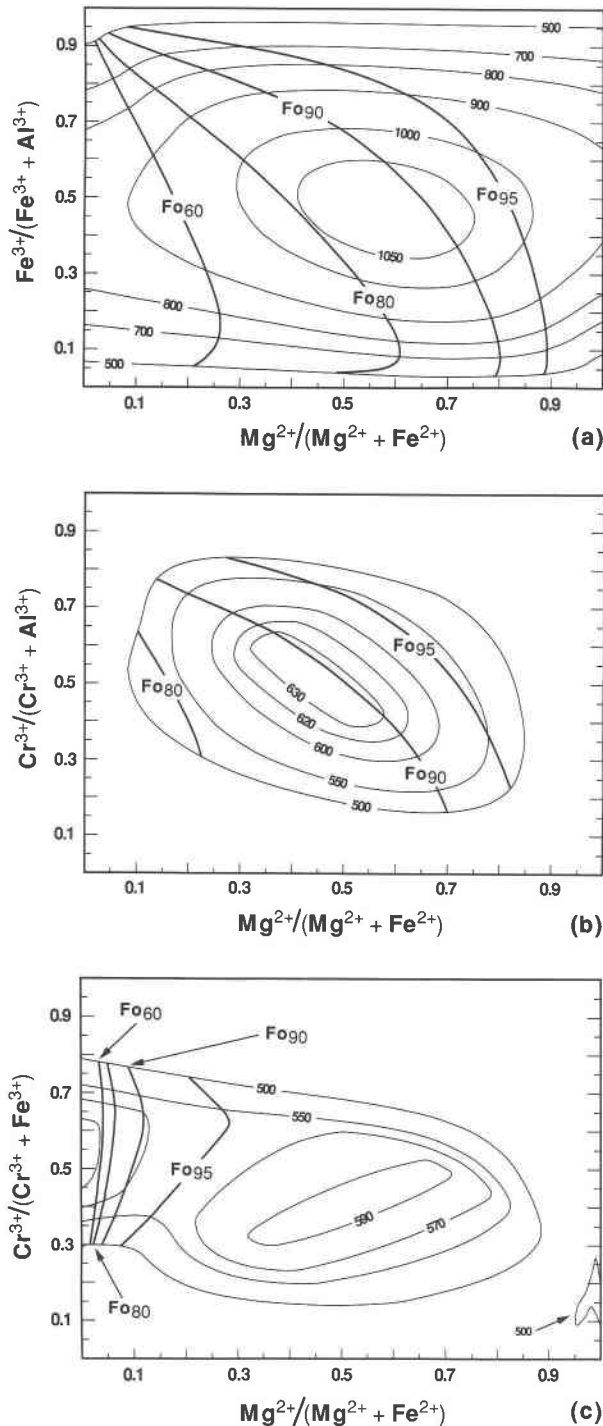 500
0.9
700
800
Fo90
900
0.7
1000
Fe3+/(Fe3+ + Al3+)
0.5
Fo60
Fo95
1050
0.3
800
Fo80
700
0.1
500
0.1 0.3 0.5 0.7 0.9
Mg2+/(Mg2+ + Fe2+) (a)
0.9
0.7
Fo95
Cr3+/(Cr3+ + Al3+)
0.5
Fo80
630
620
600
0.3
Fo90
550
500
0.1
0.1 0.3 0.5 0.7 0.9
Mg2+/(Mg2+ + Fe2+) (b)
Fo60
0.9
Fo90
500
0.7
550
Cr3+/(Cr3+ + Fe3+)
Fo95
0.5
590
570
0.3
Fo80
0.1
500
0.1 0.3 0.5 0.7 0.9
Mg2+/(Mg2+ + Fe2+) (c)